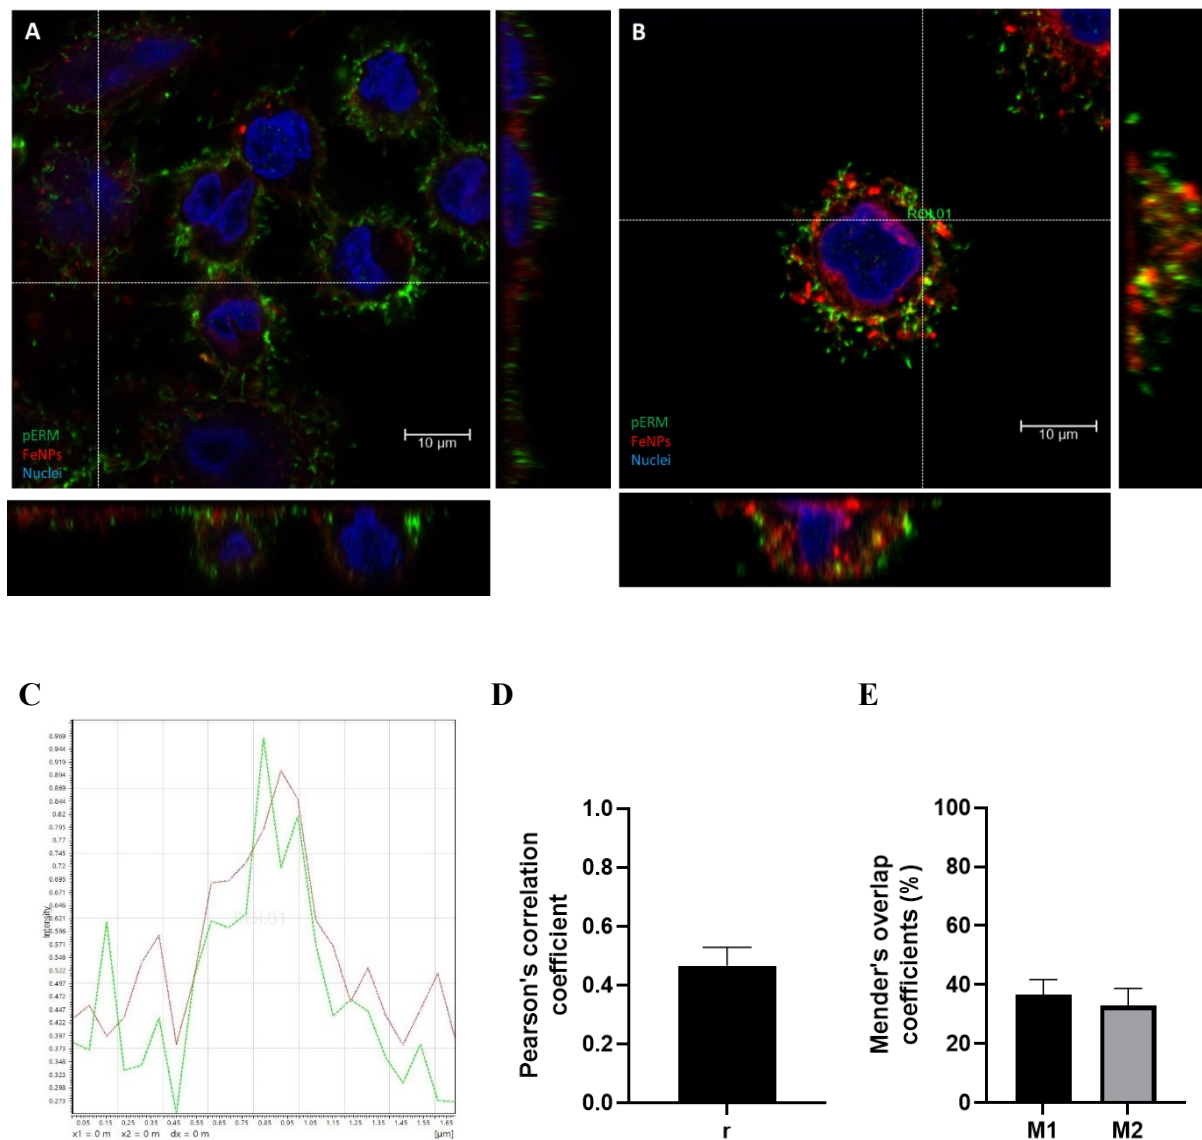 A
pERM
FeNPs
Nuclei
10 µm
B
ROI.01
pERM
FeNPs
Nuclei
10 µm
C
Intensity
0.969
0.944
0.919
0.894
0.869
0.844
0.82
0.795
0.77
0.745
0.72
0.695
0.671
0.646
0.621
0.596
0.571
0.546
0.522
0.497
0.472
0.447
0.422
0.397
0.373
0.348
0.323
0.298
0.273
ROI.01
0.05 0.15 0.25 0.35 0.45 0.55 0.65 0.75 0.85 0.95 1.05 1.15 1.25 1.35 1.45 1.55 1.65
x1 = 0 m x2 = 0 m dx = 0 m [µm]
D
Pearson's correlation
coefficient
1.0
0.8
0.6
0.4
0.2
0.0
r
E
Mender's overlap
coefficients (%)
100
80
60
40
20
0
M1 M2